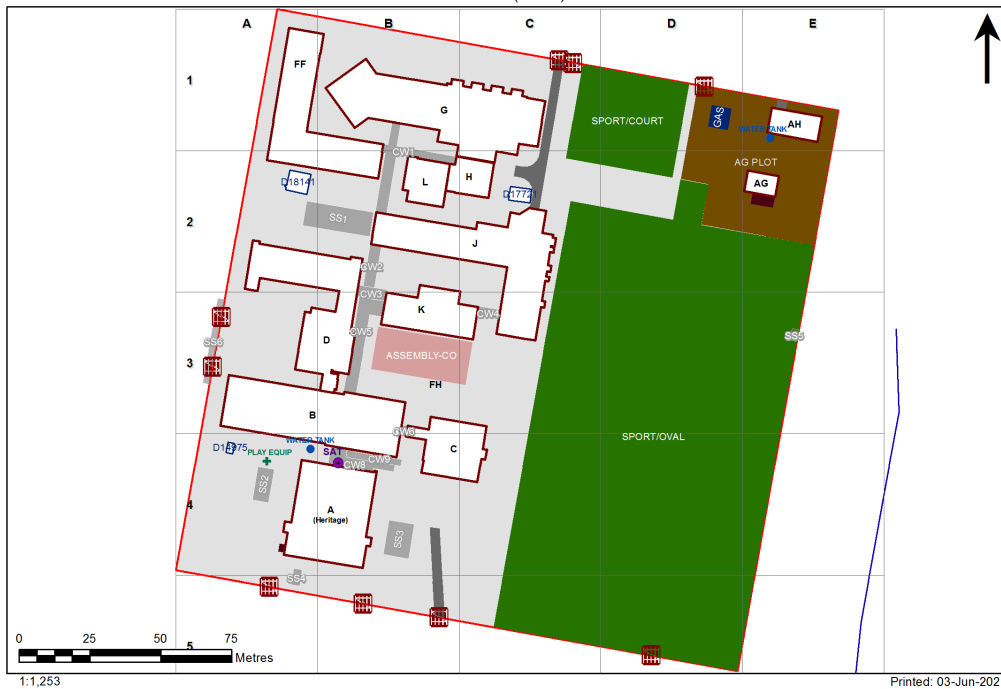 A B C D E
1
FF
G
GAS
AH
SPORT/COURT
WATER TANK
CW1
AG PLOT
L
H
AG
D18141
D17721
2
SS1
J
CW2
CW3
K
CW4
CW5
SS6
SS5
D
ASSEMBLY-CO
3
FH
B
SPORT/OVAL
CW6
WATER TANK
D14975
PLAY EQUIP
SAT
C
CW8
CW9
SS2
4
A
(Heritage)
SS3
SS4
5
0 25 50 75
Metres
1:1,253
Printed: 03-Jun-202